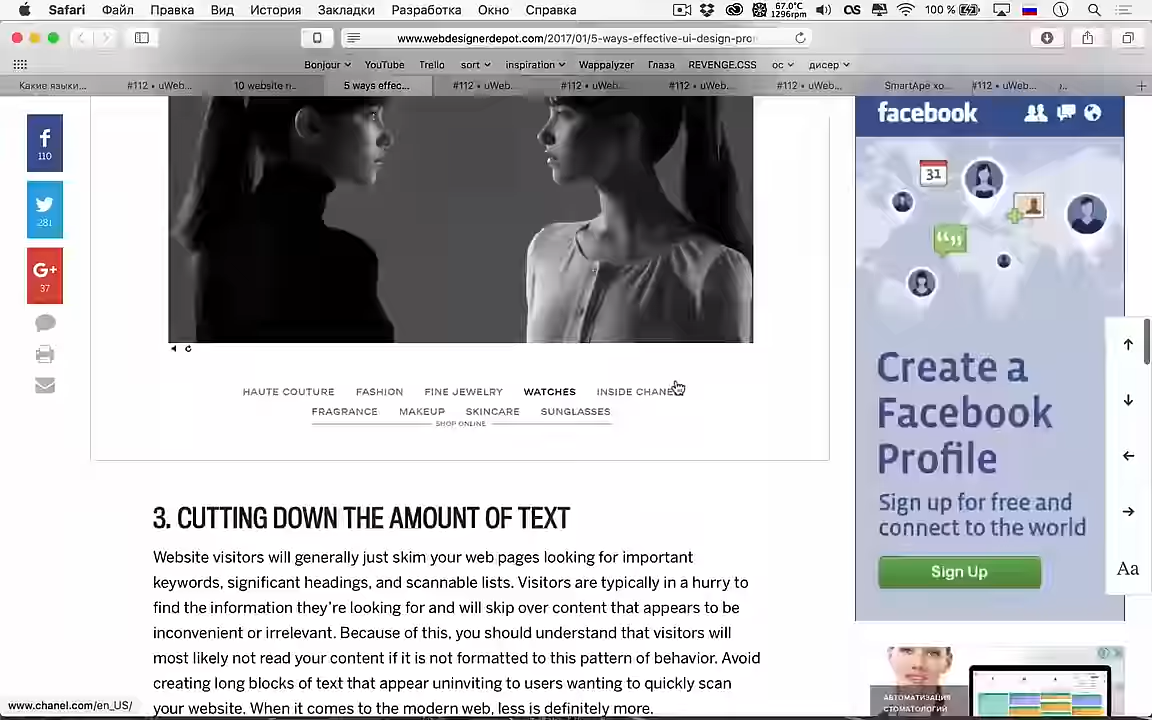 Safari Файл Правка Вид История Закладки Разработка Окно Справка 67.0°C 1296rpm 100 %
www.webdesignerdepot.com/2017/01/5-ways-effective-ui-design-pro
Bonjour YouTube Trello sort inspiration Wappalyzer Глаза REVENGE.CSS ос дисер
Какие языки... #112 • uWeb... 10 website ri... 5 ways effec... #112 • uWeb... #112 • uWeb... #112 • uWeb... #112 • uWeb... SmartApe хо... #112 • uWeb...
facebook
110
281
G+
37
31
HAUTE COUTURE FASHION FINE JEWELRY WATCHES INSIDE CHANE
FRAGRANCE MAKEUP SKINCARE SUNGLASSES
SHOP ONLINE
Create a
Facebook
Profile
Sign up for free and
connect to the world
Sign Up
Aa
3. CUTTING DOWN THE AMOUNT OF TEXT
Website visitors will generally just skim your web pages looking for important
keywords, significant headings, and scannable lists. Visitors are typically in a hurry to
find the information they're looking for and will skip over content that appears to be
inconvenient or irrelevant. Because of this, you should understand that visitors will
most likely not read your content if it is not formatted to this pattern of behavior. Avoid
creating long blocks of text that appear uninviting to users wanting to quickly scan
your website. When it comes to the modern web, less is definitely more.
АВТОМАТИЗАЦИЯ
СТОМАТОЛОГИЙ
www.chanel.com/en_US/